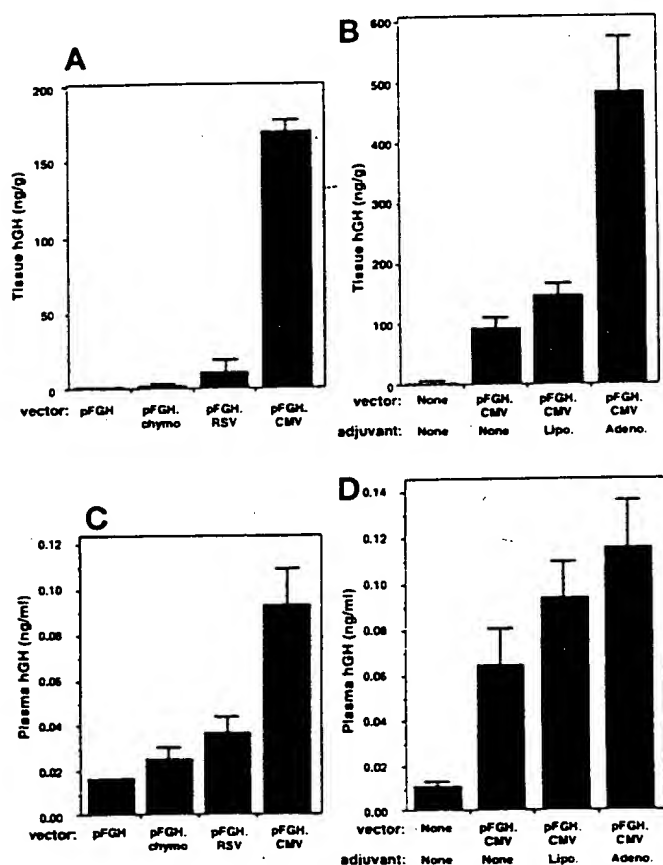 A
200
150
100
50
0
Tissue hGH (ng/g)
vector: pFGH pFGH. pFGH. pFGH.
chymo RSV CMV
B
600
500
400
300
200
100
0
Tissue hGH (ng/g)
vector: None pFGH. pFGH. pFGH.
CMV CMV CMV
adjuvant: None None Lipo. Adeno.
C
0.12
0.10
0.08
0.06
0.04
0.02
0.00
Plasma hGH (ng/ml)
vector: pFGH pFGH. pFGH. pFGH.
chymo RSV CMV
D
0.14
0.12
0.10
0.08
0.06
0.04
0.02
0.00
Plasma hGH (ng/ml)
vector: None pFGH. pFGH. pFGH.
CMV CMV CMV
adjuvant: None None Lipo. Adeno.